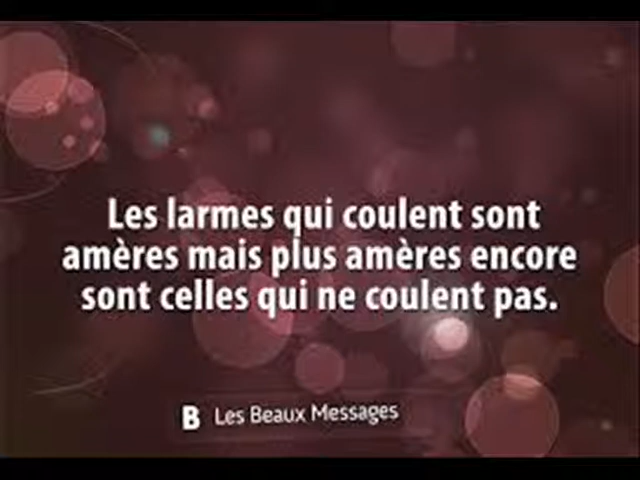 Les larmes qui coulent sont
amères mais plus amères encore
sont celles qui ne coulent pas.
B Les Beaux Messages